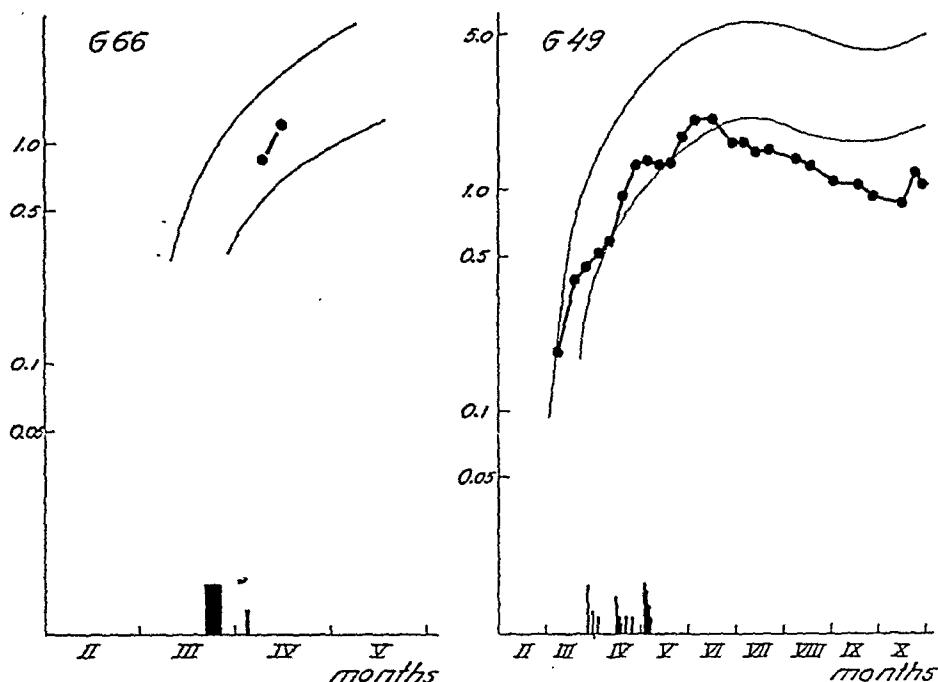 G66
1.0
0.5
0.1
0.05
II III IV V
months
G49
5.0
1.0
0.5
0.1
0.05
II III IV V VI VII VIII IX X
months